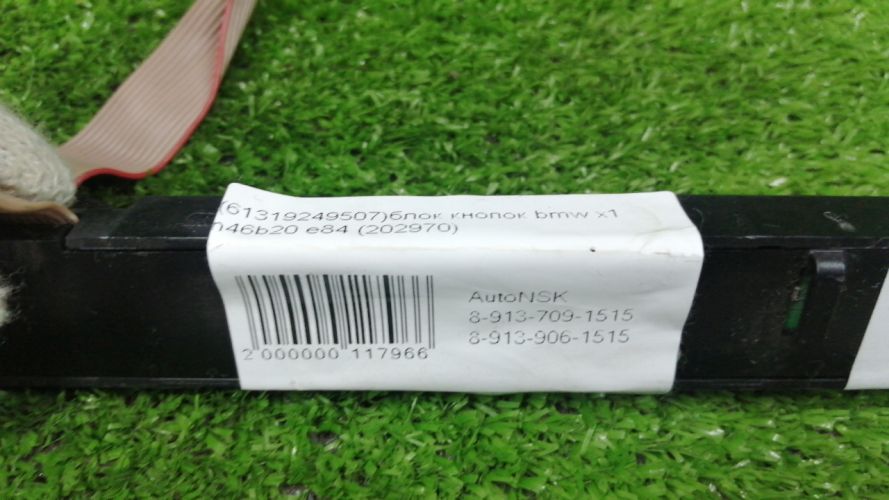 (61319249507)блок кнопок bmw x1
n46b20 e84 (202970)
AutoNSK
8-913-709-1515
8-913-906-1515
2 000000 117966